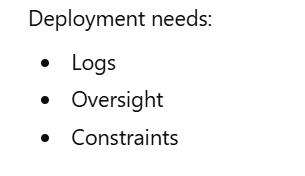 Deployment needs:
• Logs
• Oversight
• Constraints